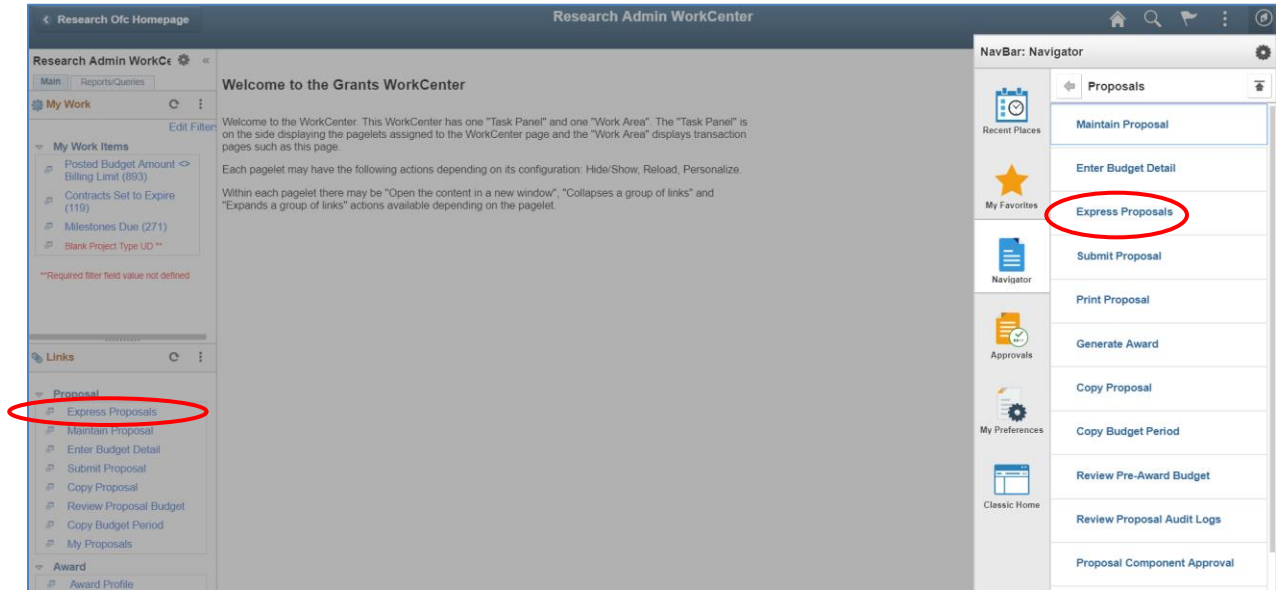 Research Ofc Homepage
Research Admin WorkCenter
Research Admin WorkCe
Main
Reports/Queries
My Work
Edit Filter
My Work Items
Posted Budget Amount <>
Billing Limit (893)
Contracts Set to Expire
(119)
Milestones Due (271)
Blank Project Type UD **
**Required filter field value not defined
Links
Proposal
Express Proposals
Maintain Proposal
Enter Budget Detail
Submit Proposal
Copy Proposal
Review Proposal Budget
Copy Budget Period
My Proposals
Award
Award Profile
Welcome to the Grants WorkCenter
Welcome to the WorkCenter. This WorkCenter has one "Task Panel" and one "Work Area". The "Task Panel" is
on the side displaying the pagelets assigned to the WorkCenter page and the "Work Area" displays transaction
pages such as this page.
Each pagelet may have the following actions depending on its configuration: Hide/Show, Reload, Personalize.
Within each pagelet there may be "Open the content in a new window", "Collapses a group of links" and
"Expands a group of links" actions available depending on the pagelet.
NavBar: Navigator
Recent Places
My Favorites
Navigator
Approvals
My Preferences
Classic Home
Proposals
Maintain Proposal
Enter Budget Detail
Express Proposals
Submit Proposal
Print Proposal
Generate Award
Copy Proposal
Copy Budget Period
Review Pre-Award Budget
Review Proposal Audit Logs
Proposal Component Approval